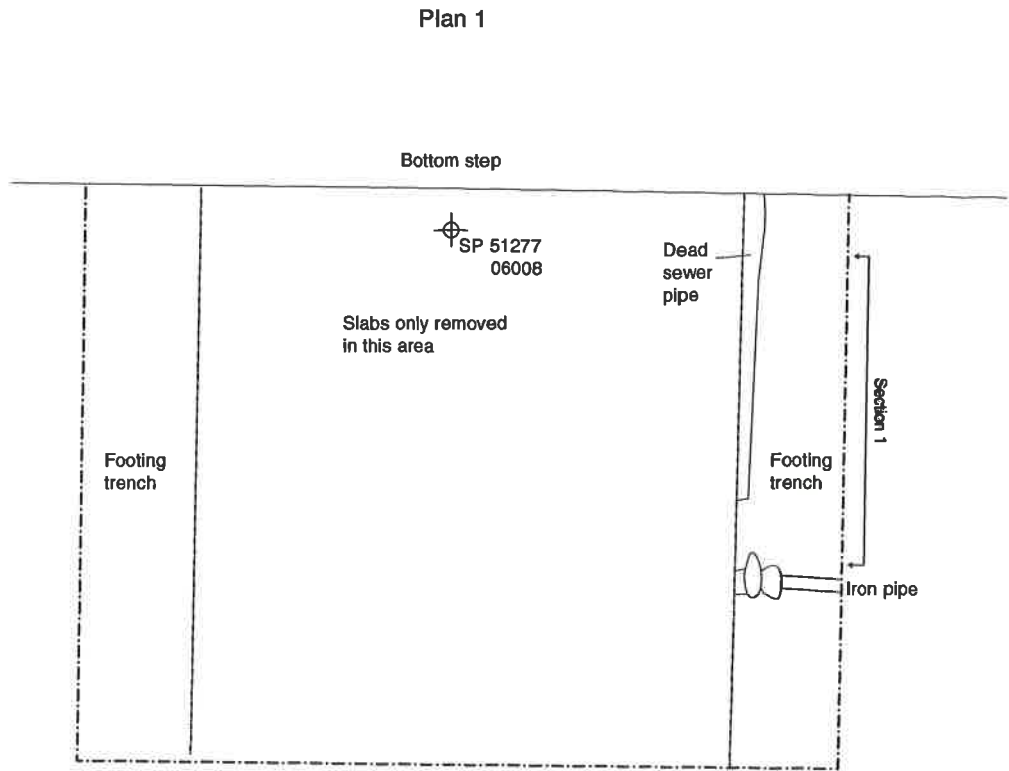 Plan 1
Bottom step
SP 51277
06008
Dead
sewer
pipe
Slabs only removed
in this area
Section 1
Footing
trench
Footing
trench
Iron pipe